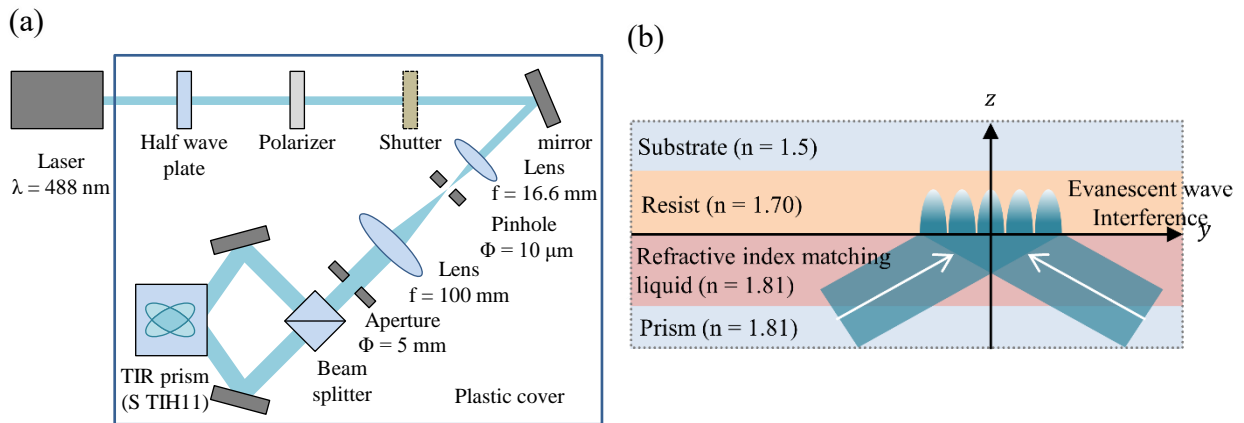 (a)
Laser
λ = 488 nm
Half wave
plate
Polarizer
Shutter
mirror
Lens
f = 16.6 mm
Pinhole
Φ = 10 μm
Lens
f = 100 mm
Aperture
Φ = 5 mm
Beam
splitter
TIR prism
(S TIH11)
Plastic cover
(b)
z
Substrate (n = 1.5)
Resist (n = 1.70)
Evanescent wave
Interference
y
Refractive index matching
liquid (n = 1.81)
Prism (n = 1.81)